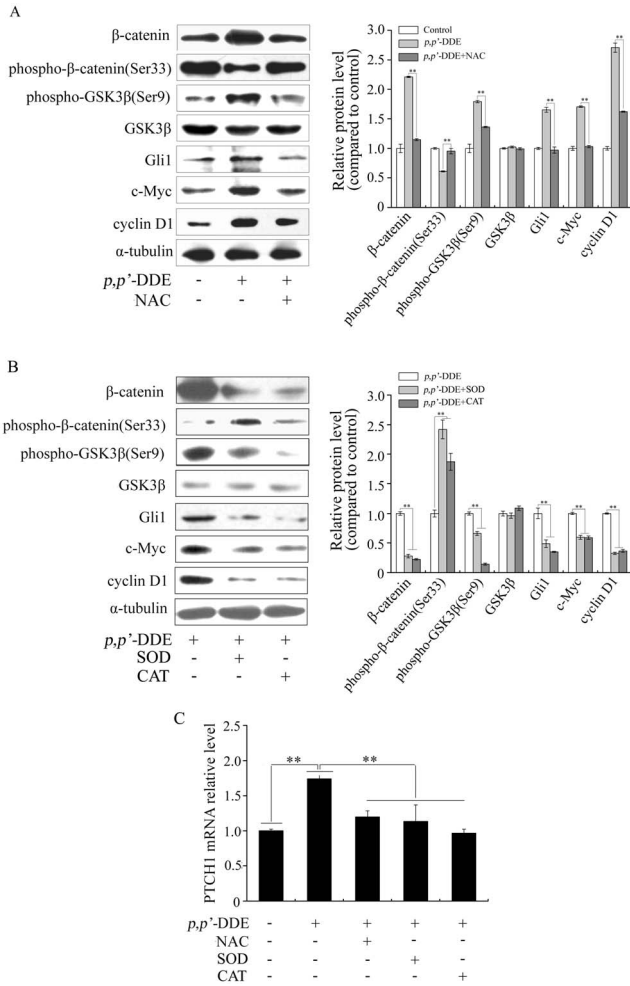 A
β-catenin
phospho-β-catenin(Ser33)
phospho-GSK3β(Ser9)
GSK3β
Gli1
c-Myc
cyclin D1
α-tubulin
p,p'-DDE - + +
NAC - - +
Relative protein level
(compared to control)
3.0
2.5
2.0
1.5
1.0
0.5
0
Control
p,p'-DDE
p,p'-DDE+NAC
** ** ** ** ** **
β-catenin
phospho-β-catenin(Ser33)
phospho-GSK3β(Ser9)
GSK3β
Gli1
c-Myc
cyclin D1
B
β-catenin
phospho-β-catenin(Ser33)
phospho-GSK3β(Ser9)
GSK3β
Gli1
c-Myc
cyclin D1
α-tubulin
p,p'-DDE + + +
SOD - + -
CAT - - +
Relative protein level
(compared to control)
3.0
2.5
2.0
1.5
1.0
0.5
0
p,p'-DDE
p,p'-DDE+SOD
p,p'-DDE+CAT
** ** ** ** ** **
β-catenin
phospho-β-catenin(Ser33)
phospho-GSK3β(Ser9)
GSK3β
Gli1
c-Myc
cyclin D1
C
PTCH1 mRNA relative level
2.5
2.0
1.5
1.0
0.5
0
** **
p,p'-DDE - + + + +
NAC - - + - -
SOD - - - + -
CAT - - - - +